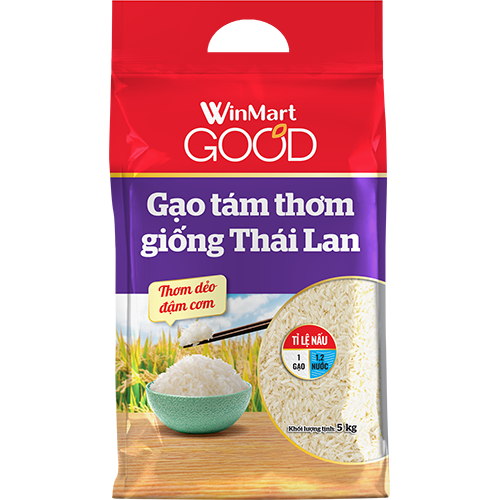 WinMart
GOOD
Gạo tám thơm
giống Thái Lan
Thơm dẻo
đậm cơm
TỈ LỆ NẤU
1 GẠO
1,2 NƯỚC
Khối lượng tịnh: 5 kg